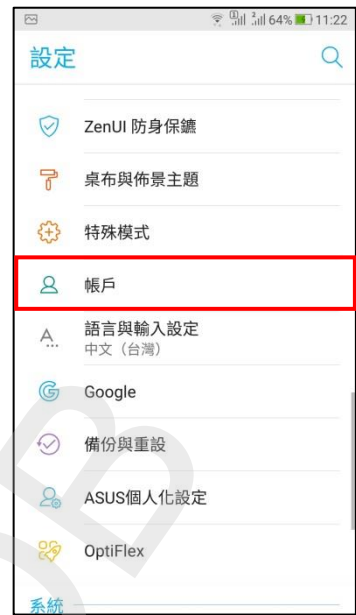 64% 11:22
設定
ZenUI 防身保鑣
桌布與佈景主題
特殊模式
帳戶
語言與輸入設定
中文（台灣）
Google
備份與重設
ASUS個人化設定
OptiFlex
系統